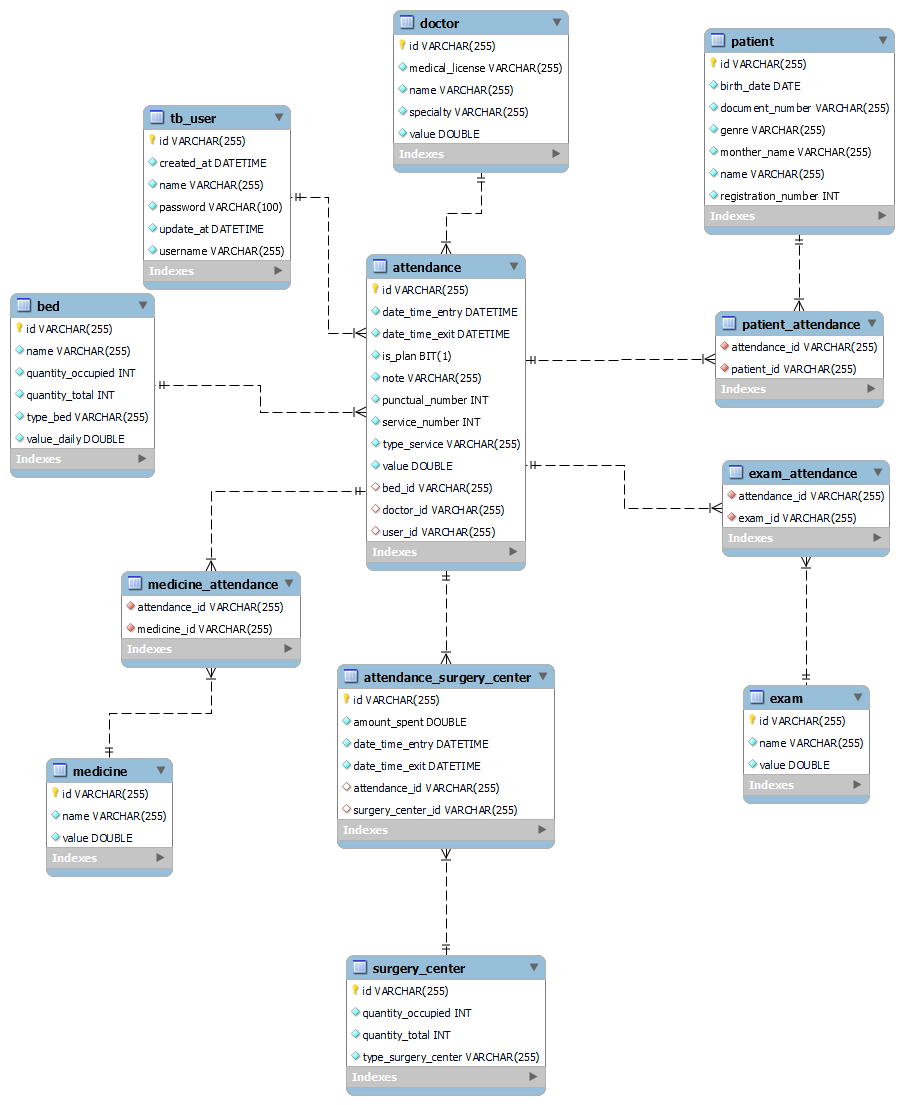 doctor
id VARCHAR(255)
medical_license VARCHAR(255)
name VARCHAR(255)
specialty VARCHAR(255)
value DOUBLE
Indexes
patient
id VARCHAR(255)
birth_date DATE
document_number VARCHAR(255)
genre VARCHAR(255)
monther_name VARCHAR(255)
name VARCHAR(255)
registration_number INT
Indexes
tb_user
id VARCHAR(255)
created_at DATETIME
name VARCHAR(255)
password VARCHAR(100)
update_at DATETIME
username VARCHAR(255)
Indexes
attendance
id VARCHAR(255)
date_time_entry DATETIME
date_time_exit DATETIME
is_plan BIT(1)
note VARCHAR(255)
punctual_number INT
service_number INT
type_service VARCHAR(255)
value DOUBLE
bed_id VARCHAR(255)
doctor_id VARCHAR(255)
user_id VARCHAR(255)
Indexes
bed
id VARCHAR(255)
name VARCHAR(255)
quantity_occupied INT
quantity_total INT
type_bed VARCHAR(255)
value_daily DOUBLE
Indexes
patient_attendance
attendance_id VARCHAR(255)
patient_id VARCHAR(255)
Indexes
exam_attendance
attendance_id VARCHAR(255)
exam_id VARCHAR(255)
Indexes
medicine_attendance
attendance_id VARCHAR(255)
medicine_id VARCHAR(255)
Indexes
attendance_surgery_center
id VARCHAR(255)
amount_spent DOUBLE
date_time_entry DATETIME
date_time_exit DATETIME
attendance_id VARCHAR(255)
surgery_center_id VARCHAR(255)
Indexes
exam
id VARCHAR(255)
name VARCHAR(255)
value DOUBLE
Indexes
medicine
id VARCHAR(255)
name VARCHAR(255)
value DOUBLE
Indexes
surgery_center
id VARCHAR(255)
quantity_occupied INT
quantity_total INT
type_surgery_center VARCHAR(255)
Indexes